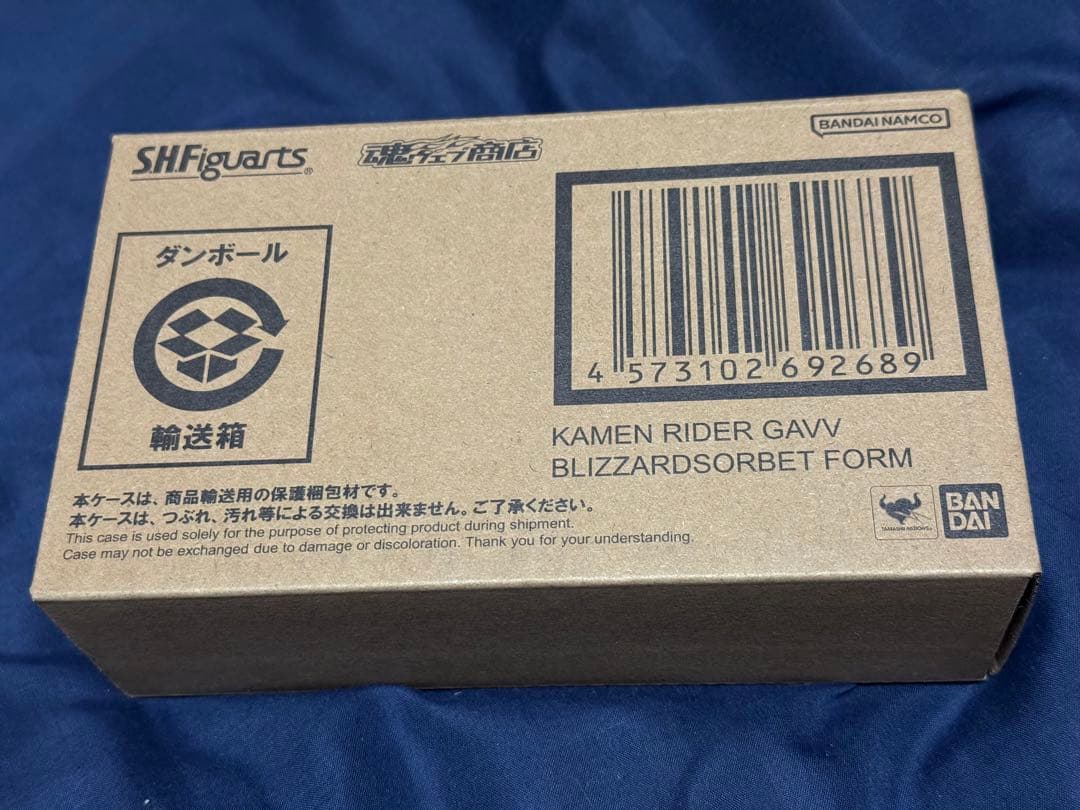 S.H.Figuarts®
魂ウェブ商店
BANDAI NAMCO
ダンボール
輸送箱
4 573102 692689
KAMEN RIDER GAVV
BLIZZARDSORBET FORM
本ケースは、商品輸送用の保護梱包材です。
本ケースは、つぶれ、汚れ等による交換は出来ません。ご了承ください。
This case is used solely for the purpose of protecting product during shipment.
Case may not be exchanged due to damage or discoloration. Thank you for your understanding.
TAMASHII NATIONS
BAN
DAI